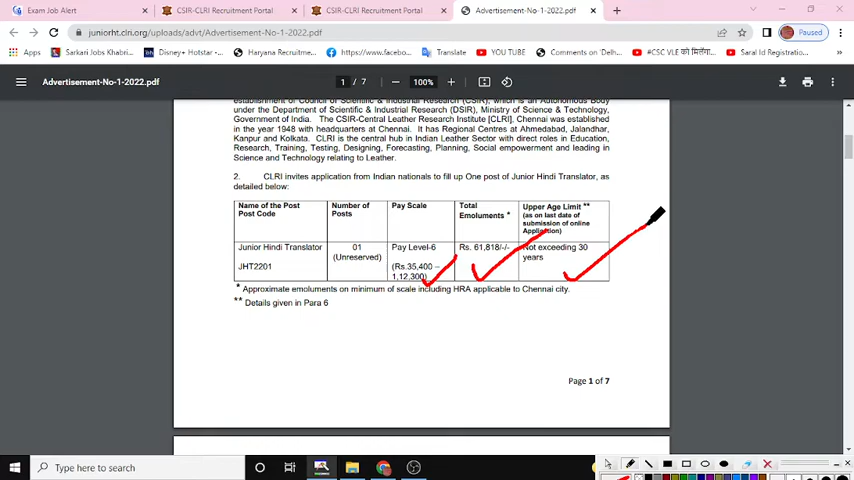 Exam Job Alert
CSIR-CLRI Recruitment Portal
CSIR-CLRI Recruitment Portal
Advertisement-No-1-2022.pdf
juniorht.clri.org/uploads/advt/Advertisement-No-1-2022.pdf
Paused
Apps
Sarkari Jobs Khabri...
Disney+ Hotstar -...
Haryana Recruitme...
https://www.facebo...
Translate
YOU TUBE
Comments on 'Delh...
#CSC VLE को मिलेंगा...
Saral Id Registratio...
Advertisement-No-1-2022.pdf
1 / 7
100%
establishment of Council of Scientific & Industrial Research (CSIR), which is an Autonomous Body
under the Department of Scientific & Industrial Research (DSIR), Ministry of Science & Technology,
Government of India. The CSIR-Central Leather Research Institute [CLRI], Chennai was established
in the year 1948 with headquarters at Chennai. It has Regional Centres at Ahmedabad, Jalandhar,
Kanpur and Kolkata. CLRI is the central hub in Indian Leather Sector with direct roles in Education,
Research, Training, Testing, Designing, Forecasting, Planning, Social empowerment and leading in
Science and Technology relating to Leather.
2. CLRI invites application from Indian nationals to fill up One post of Junior Hindi Translator, as
detailed below:
Name of the Post
Post Code
Number of
Posts
Pay Scale
Total
Emoluments *
Upper Age Limit **
(as on last date of
submission of online
Application)
Junior Hindi Translator
JHT2201
01
(Unreserved)
Pay Level-6
(Rs.35,400 –
1,12,300)
Rs. 61,818/-/-
Not exceeding 30
years
* Approximate emoluments on minimum of scale including HRA applicable to Chennai city.
** Details given in Para 6
Page 1 of 7
Type here to search